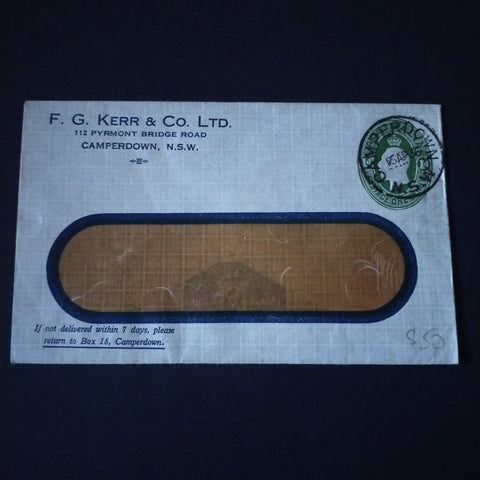 F. G. KERR & CO. LTD.
112 PYRMONT BRIDGE ROAD
CAMPERDOWN, N.S.W.
CAMPERDOWN
N.S.W
If not delivered within 7 days, please
return to Box 18, Camperdown.
$50